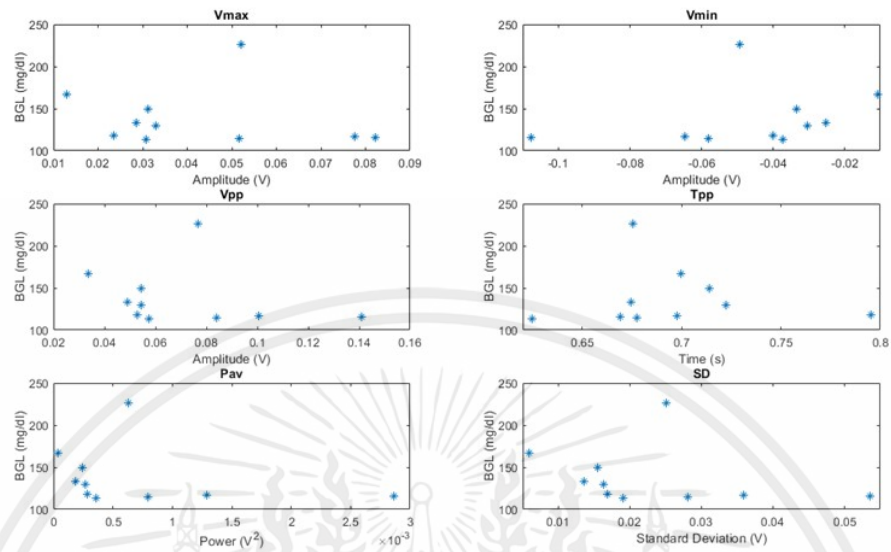 Vmax
250
200
150
100
BGL (mg/dl)
0.01 0.02 0.03 0.04 0.05 0.06 0.07 0.08 0.09
Amplitude (V)
Vmin
250
200
150
100
BGL (mg/dl)
-0.1 -0.08 -0.06 -0.04 -0.02
Amplitude (V)
Vpp
250
200
150
100
BGL (mg/dl)
0.02 0.04 0.06 0.08 0.1 0.12 0.14 0.16
Amplitude (V)
Tpp
250
200
150
100
BGL (mg/dl)
0.65 0.7 0.75 0.8
Time (s)
Pav
250
200
150
100
BGL (mg/dl)
0 0.5 1 1.5 2 2.5 3
Power (V²)
×10⁻³
SD
250
200
150
100
BGL (mg/dl)
0.01 0.02 0.03 0.04 0.05
Standard Deviation (V)